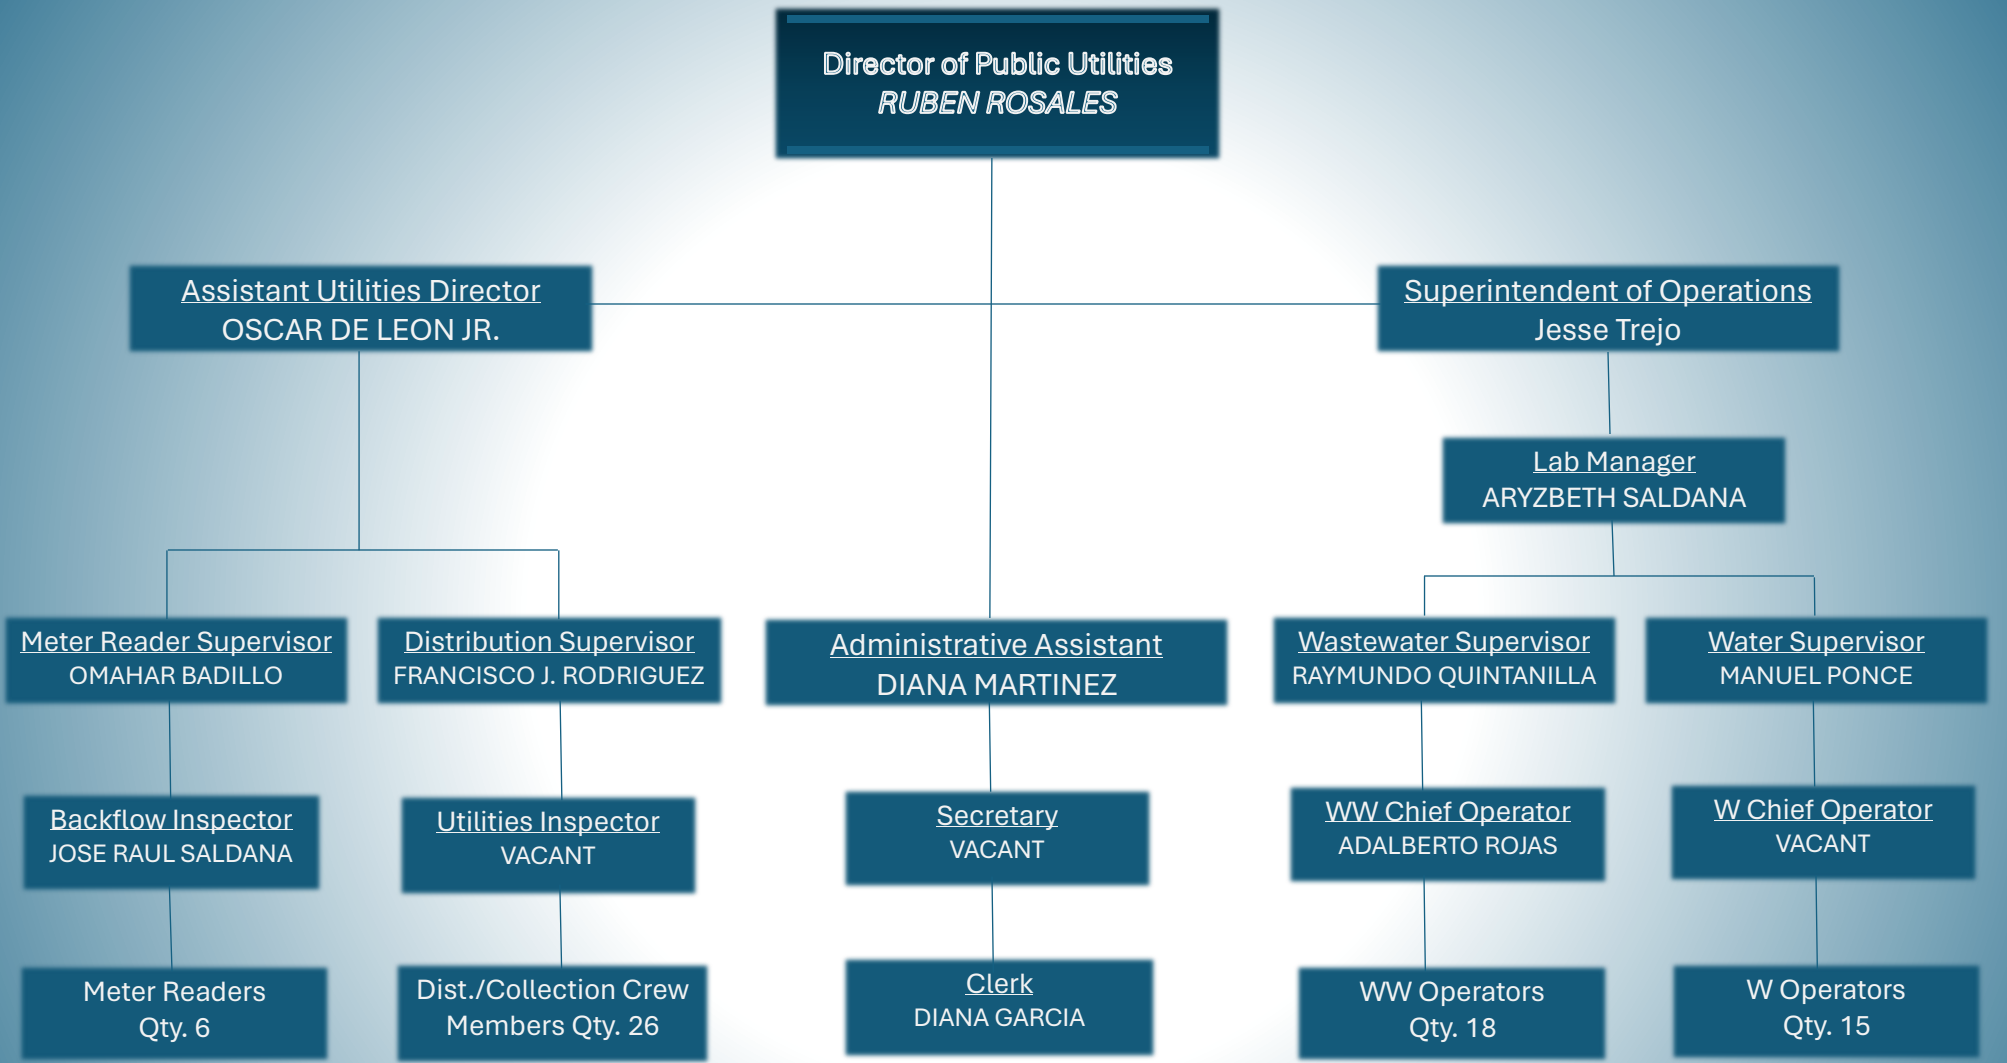 Director of Public Utilities
RUBEN ROSALES
Assistant Utilities Director
OSCAR DE LEON JR.
Superintendent of Operations
Jesse Trejo
Lab Manager
ARYZBETH SALDANA
Meter Reader Supervisor
OMAHAR BADILLO
Distribution Supervisor
FRANCISCO J. RODRIGUEZ
Administrative Assistant
DIANA MARTINEZ
Wastewater Supervisor
RAYMUNDO QUINTANILLA
Water Supervisor
MANUEL PONCE
Backflow Inspector
JOSE RAUL SALDANA
Utilities Inspector
VACANT
Secretary
VACANT
WW Chief Operator
ADALBERTO ROJAS
W Chief Operator
VACANT
Meter Readers
Qty. 6
Dist./Collection Crew
Members Qty. 26
Clerk
DIANA GARCIA
WW Operators
Qty. 18
W Operators
Qty. 15